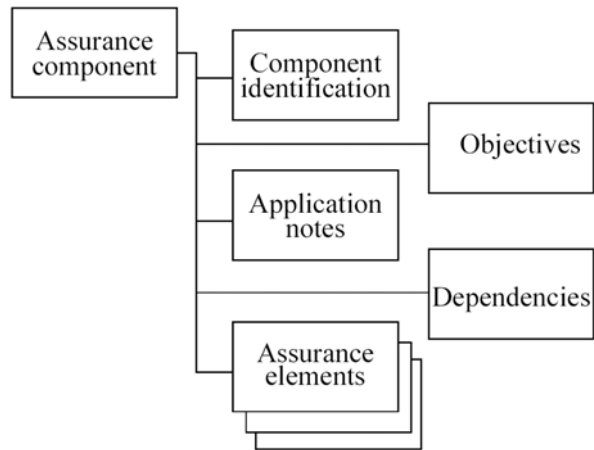 Assurance
component
Component
identification
Objectives
Application
notes
Dependencies
Assurance
elements